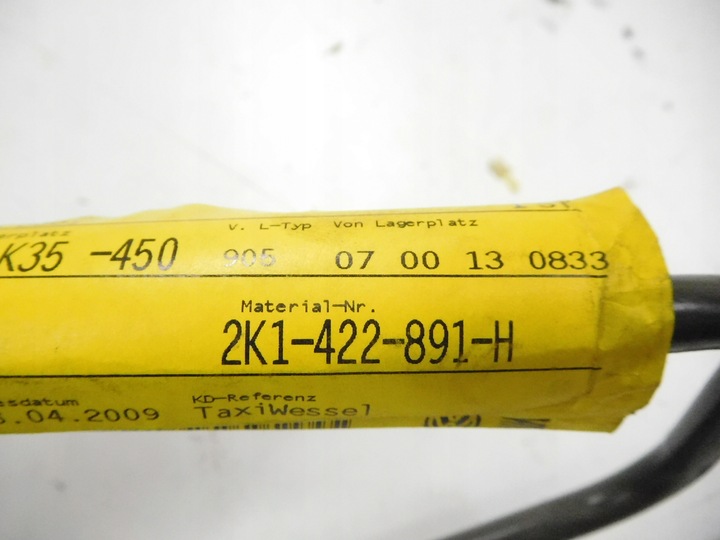 V. L-Typ Von Lagerplatz
K35 -450 905 07 00 13 0833
Material-Nr.
2K1-422-891-H
KD-Referenz
.04.2009 TaxiWessel